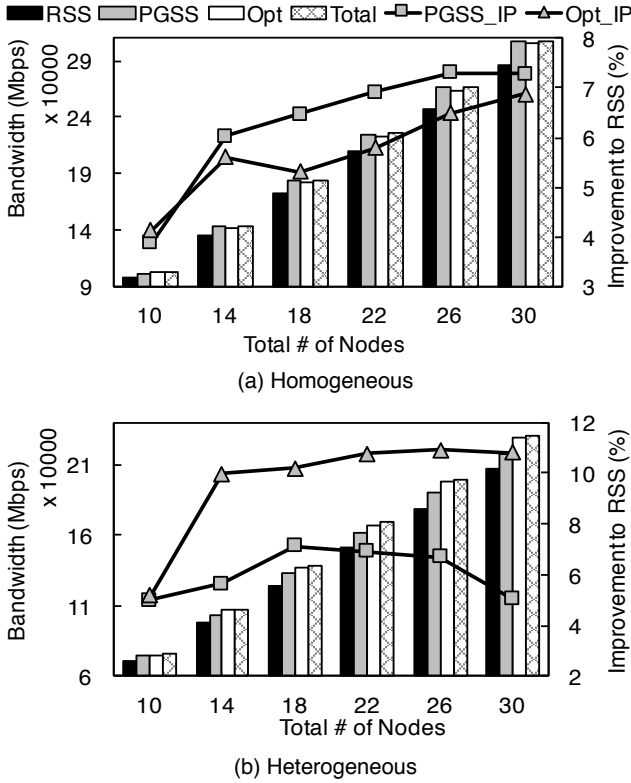 RSS PGSS Opt Total PGSS_IP Opt_IP
Bandwidth (Mbps)
x 10000
29
24
19
14
9
8
7
6
5
4
3
Improvement to RSS (%)
10 14 18 22 26 30
Total # of Nodes
(a) Homogeneous
Bandwidth (Mbps)
x 10000
21
16
11
6
12
10
8
6
4
2
Improvement to RSS (%)
10 14 18 22 26 30
Total # of Nodes
(b) Heterogeneous